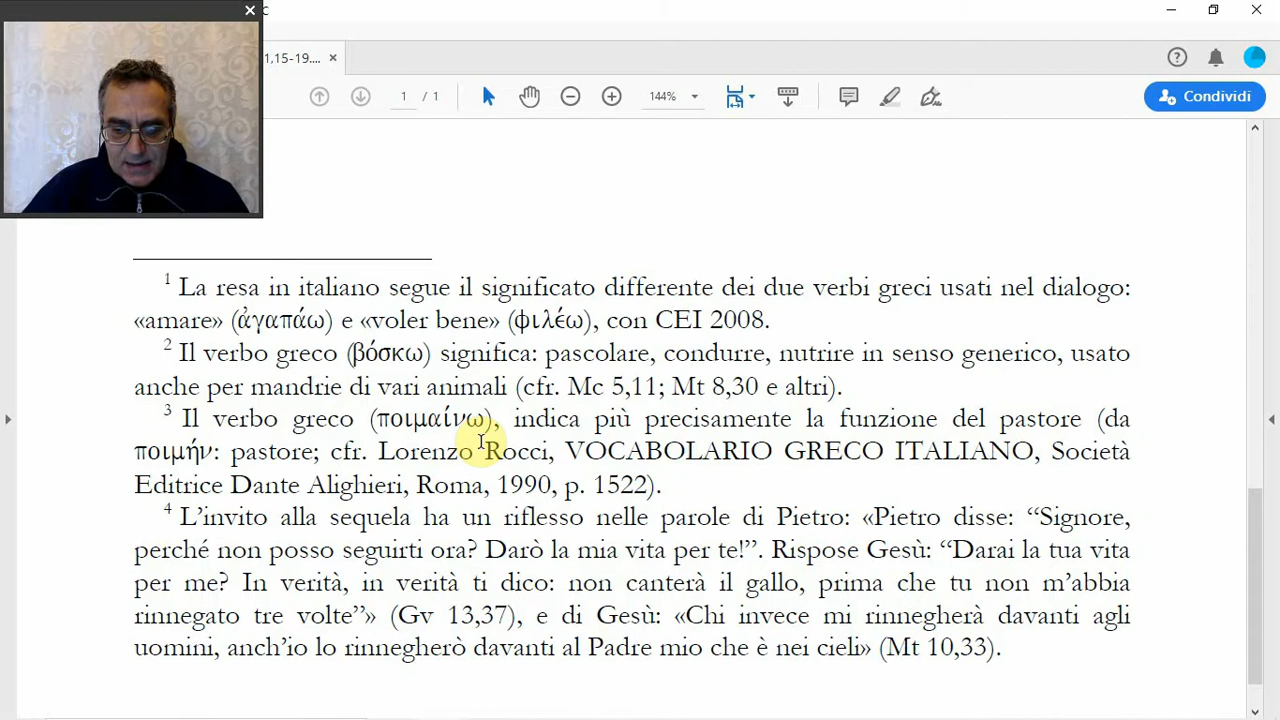 c
1,15-19....
1 / 1
144%
Condividi
1 La resa in italiano segue il significato differente dei due verbi greci usati nel dialogo:
«amare» (ἀγαπάω) e «voler bene» (φιλέω), con CEI 2008.
2 Il verbo greco (βόσκω) significa: pascolare, condurre, nutrire in senso generico, usato
anche per mandrie di vari animali (cfr. Mc 5,11; Mt 8,30 e altri).
3 Il verbo greco (ποιμαίνω), indica più precisamente la funzione del pastore (da
ποιμήν: pastore; cfr. Lorenzo Rocci, VOCABOLARIO GRECO ITALIANO, Società
Editrice Dante Alighieri, Roma, 1990, p. 1522).
4 L’invito alla sequela ha un riflesso nelle parole di Pietro: «Pietro disse: “Signore,
perché non posso seguirti ora? Darò la mia vita per te!”. Rispose Gesù: “Darai la tua vita
per me? In verità, in verità ti dico: non canterà il gallo, prima che tu non m’abbia
rinnegato tre volte”» (Gv 13,37), e di Gesù: «Chi invece mi rinnegherà davanti agli
uomini, anch’io lo rinnegherò davanti al Padre mio che è nei cieli» (Mt 10,33).